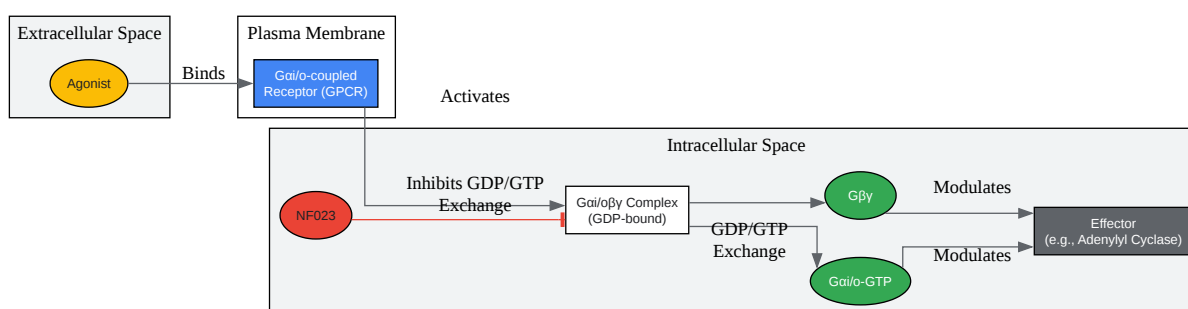 Extracellular Space
Plasma Membrane
Agonist
Binds
Gαi/o-coupled
Receptor (GPCR)
Activates
Intracellular Space
NF023
Inhibits GDP/GTP
Exchange
Gαi/oβγ Complex
(GDP-bound)
Gβγ
Modulates
GDP/GTP
Exchange
Gαi/o-GTP
Modulates
Effector
(e.g., Adenylyl Cyclase)